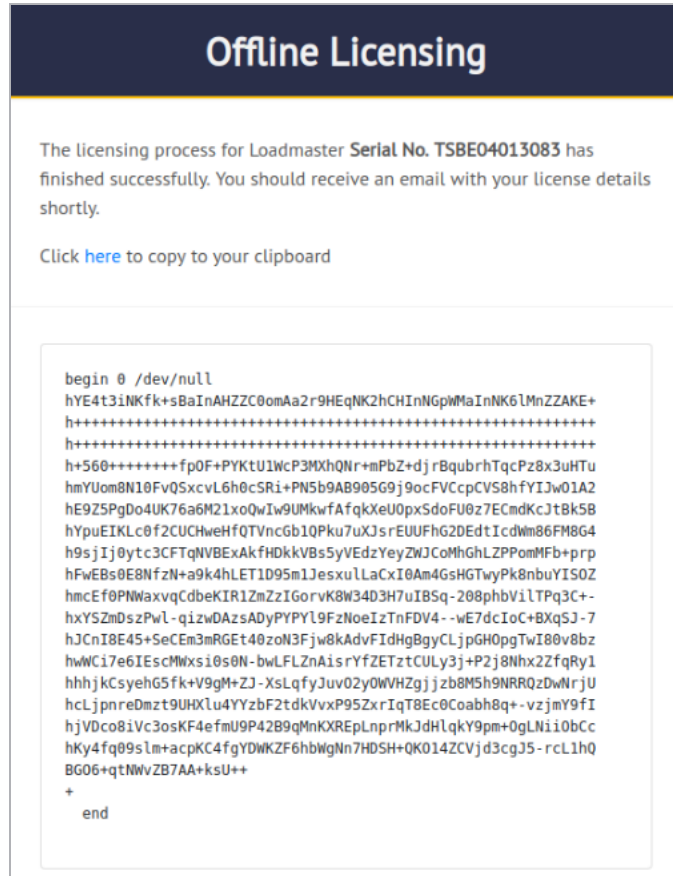 Offline Licensing
The licensing process for Loadmaster Serial No. TSBE04013083 has
finished successfully. You should receive an email with your license details
shortly.
Click here to copy to your clipboard
begin 0 /dev/null
hYE4t3iNKfk+sBaInAHZZC0omAa2r9HEqNK2hCHInNGpWMaInNK6lMnZZAKE+
h++++++++++++++++++++++++++++++++++++++++++++++++++++++++++++
h++++++++++++++++++++++++++++++++++++++++++++++++++++++++++++
h+560++++++++fpOF+PYKtU1WcP3MXhQNr+mPbZ+djrBqubrhTqcPz8x3uHTu
hmYUom8N10FvQSxcvL6h0cSRi+PN5b9AB905G9j9ocFVCcpCVS8hfYIJwO1A2
hE9Z5PgDo4UK76a6M21xoQwIw9UMkwfAfqkXeUOpxSdoFU0z7ECmdKcJtBk5B
hYpuEIKLc0f2CUCHweHfQTVncGb1QPku7uXJsrEUUFhG2DEdtIcdWm86FM8G4
h9sjIj0ytc3CFTqNVBExAkfHDkkVBs5yVEdzYeyZWJCoMhGhLZPPomMFb+prp
hFwEBs0E8NfzN+a9k4hLET1D95m1JesxulLaCxI0Am4GsHGTwyPk8nbuYISOZ
hmcEf0PNWaxvqCdbeKIR1ZmZzIGorvK8W34D3H7uIBSq-208phbVilTPq3C+-
hxYSZmDszPwl-qizwDAzsADyPYPYl9FzNoeIzTnFDV4--wE7dcIoC+BXqSJ-7
hJCnI8E45+SeCEm3mRGEt40zoN3Fjw8kAdvFIdHgBgyCLjpGHOpgTwI80v8bz
hwWCi7e6IEscMWxsi0s0N-bwLFLZnAisrYfZETztCULy3j+P2j8Nhx2ZfqRy1
hhhjkCsyehG5fk+V9gM+ZJ-XsLqfyJuvO2yOWVHZgjjzb8M5h9NRRQzDwNrjU
hcLjpnreDmzt9UHXlu4YYzbF2tdkVvxP95ZxrIqT8Ec0Coabh8q+-vzjmY9fI
hjVDco8iVc3osKF4efmU9P42B9qMnKXREpLnprMkJdHlqkY9pm+OgLNiiObCc
hKy4fq09slm+acpKC4fgYDWKZF6hbWgNn7HDSH+QKO14ZCVjd3cgJ5-rcL1hQ
BGO6+qtNWvZB7AA+ksU++
+
end